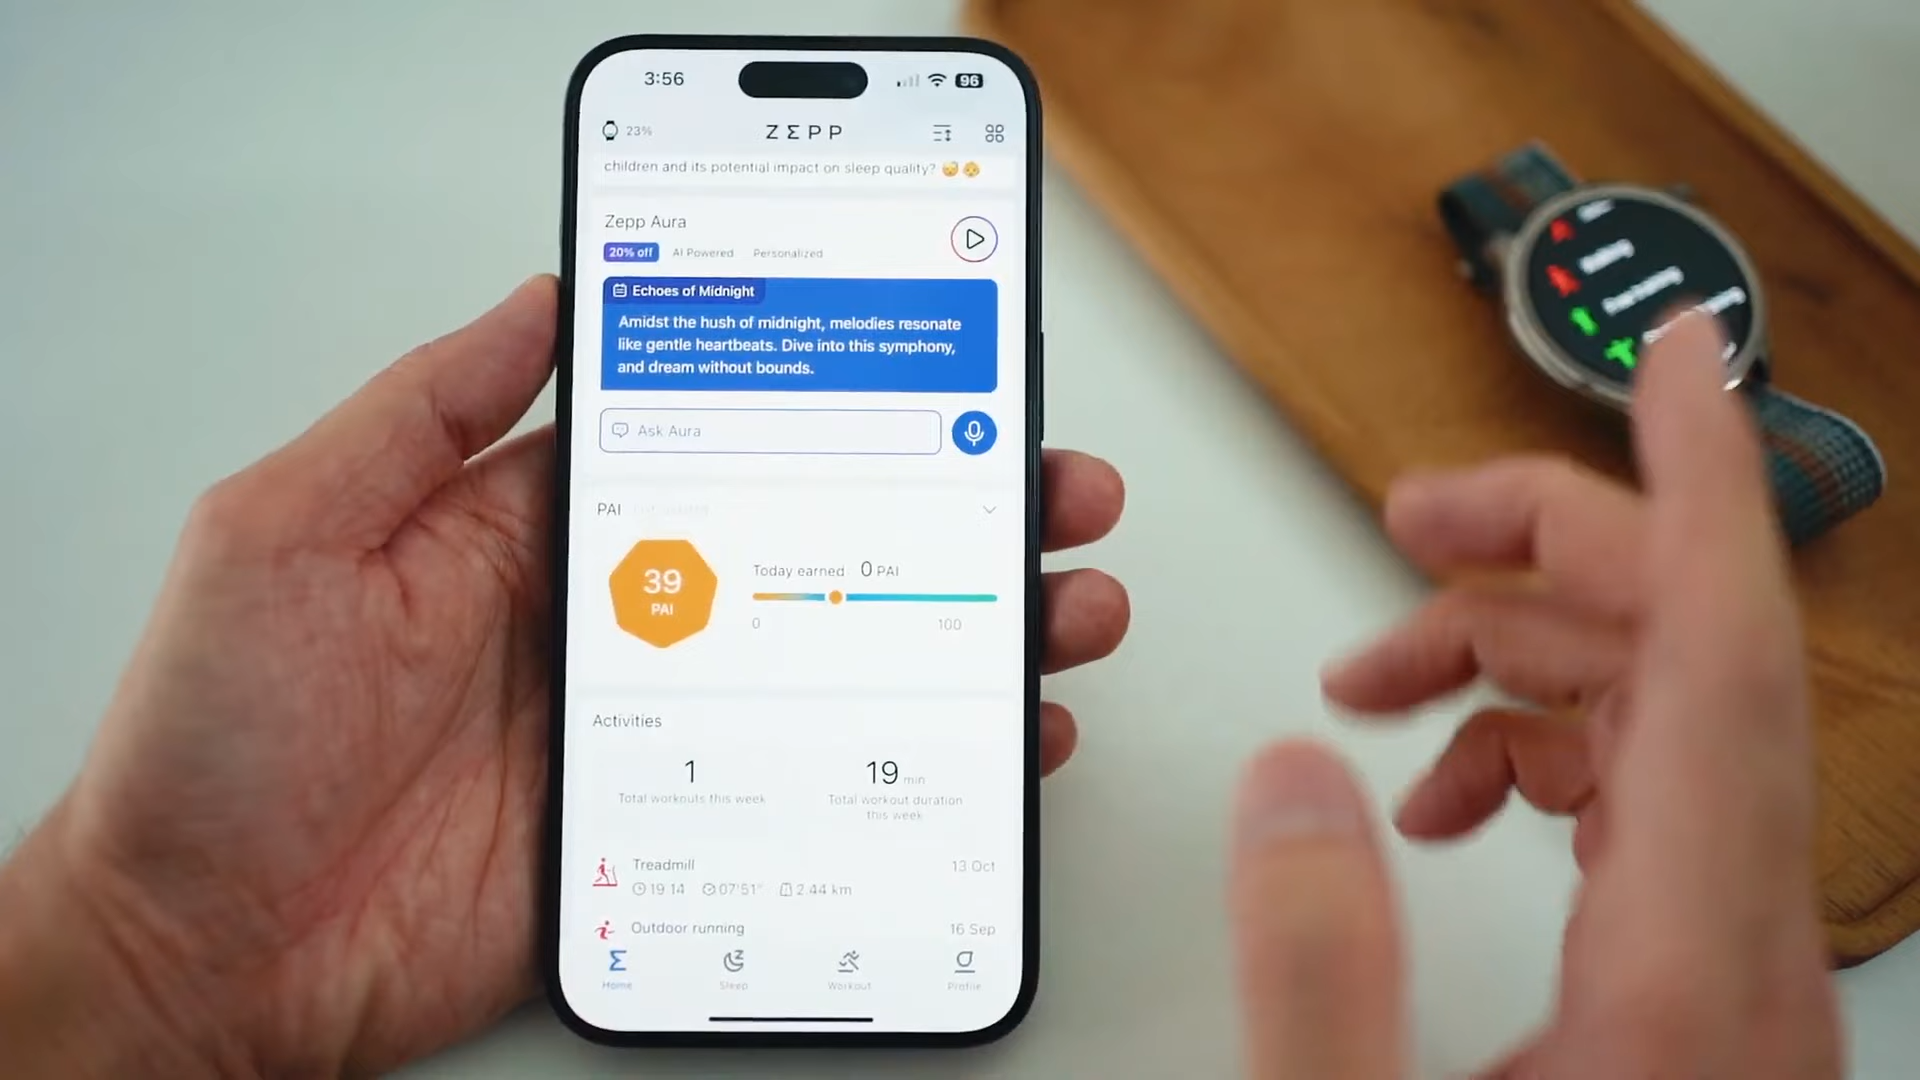 3:56
96
23%
ZΣPP
children and its potential impact on sleep quality? 😴 👶
Zepp Aura
20% off AI Powered Personalized
Echoes of Midnight
Amidst the hush of midnight, melodies resonate
like gentle heartbeats. Dive into this symphony,
and dream without bounds.
Ask Aura
PAI
39
PAI
Today earned 0 PAI
0 100
Activities
1
Total workouts this week
19 min
Total workout duration
this week
Treadmill 13 Oct
19:14 07'51" 2.44 km
Outdoor running 16 Sep
Home Sleep Workout Profile